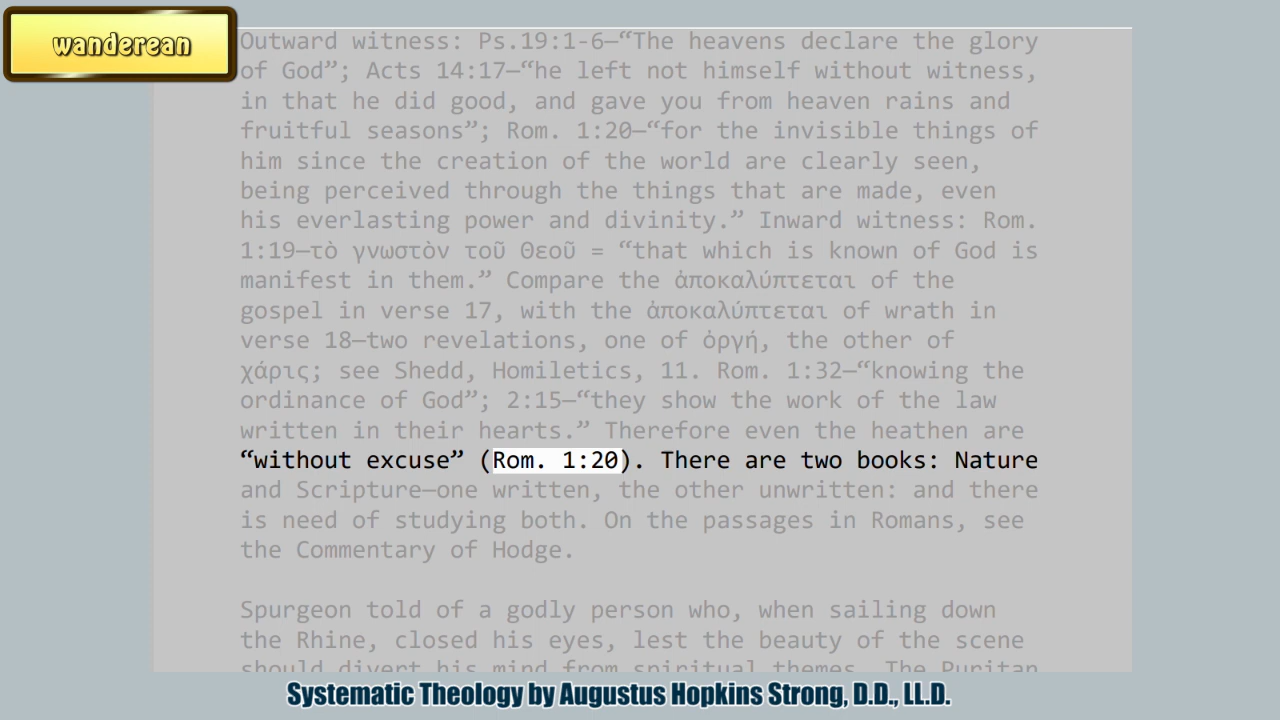 wanderean
Outward witness: Ps.19:1-6—“The heavens declare the glory
of God”; Acts 14:17—“he left not himself without witness,
in that he did good, and gave you from heaven rains and
fruitful seasons”; Rom. 1:20—“for the invisible things of
him since the creation of the world are clearly seen,
being perceived through the things that are made, even
his everlasting power and divinity.” Inward witness: Rom.
1:19—τὸ γνωστὸν τοῦ Θεοῦ = “that which is known of God is
manifest in them.” Compare the ἀποκαλύπτεται of the
gospel in verse 17, with the ἀποκαλύπτεται of wrath in
verse 18—two revelations, one of ὀργή, the other of
χάρις; see Shedd, Homiletics, 11. Rom. 1:32—“knowing the
ordinance of God”; 2:15—“they show the work of the law
written in their hearts.” Therefore even the heathen are
“without excuse” (Rom. 1:20). There are two books: Nature
and Scripture—one written, the other unwritten: and there
is need of studying both. On the passages in Romans, see
the Commentary of Hodge.
Spurgeon told of a godly person who, when sailing down
the Rhine, closed his eyes, lest the beauty of the scene
should divert his mind from spiritual themes. The Puritan
Systematic Theology by Augustus Hopkins Strong, D.D., LL.D.